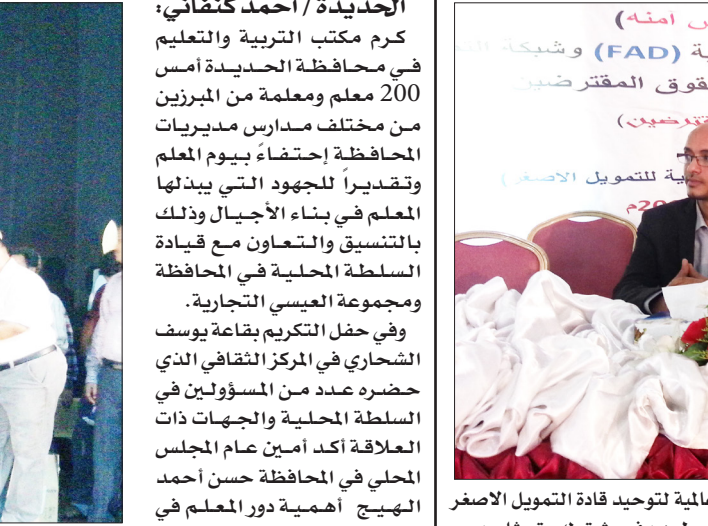 الحديدة / أحمد كنفاني:
كرم مكتب التربية والتعليم
في محافظة الحديدة أمس
200 معلم ومعلمة من المبرزين
من مختلف مدارس مديريات
المحافظة إحتفاءً بيوم المعلم
وتقديراً للجهود التي يبذلها
المعلم في بناء الأجيال وذلك
بالتنسيق والتعاون مع قيادة
السلطة المحلية في المحافظة
ومجموعة العيسي التجارية.
وفي حفل التكريم بقاعة يوسف
الشحاري في المركز الثقافي الذي
حضره عدد من المسؤولين في
السلطة المحلية والجهات ذات
العلاقة أكد أمين عام المجلس
المحلي في المحافظة حسن أحمد
الهيج أهمية دور المعلم في
آمنه)
(FAD) وشبكة
المقترضين
للتمويل الاصغر
لتوحيد قادة التمويل الاصغر